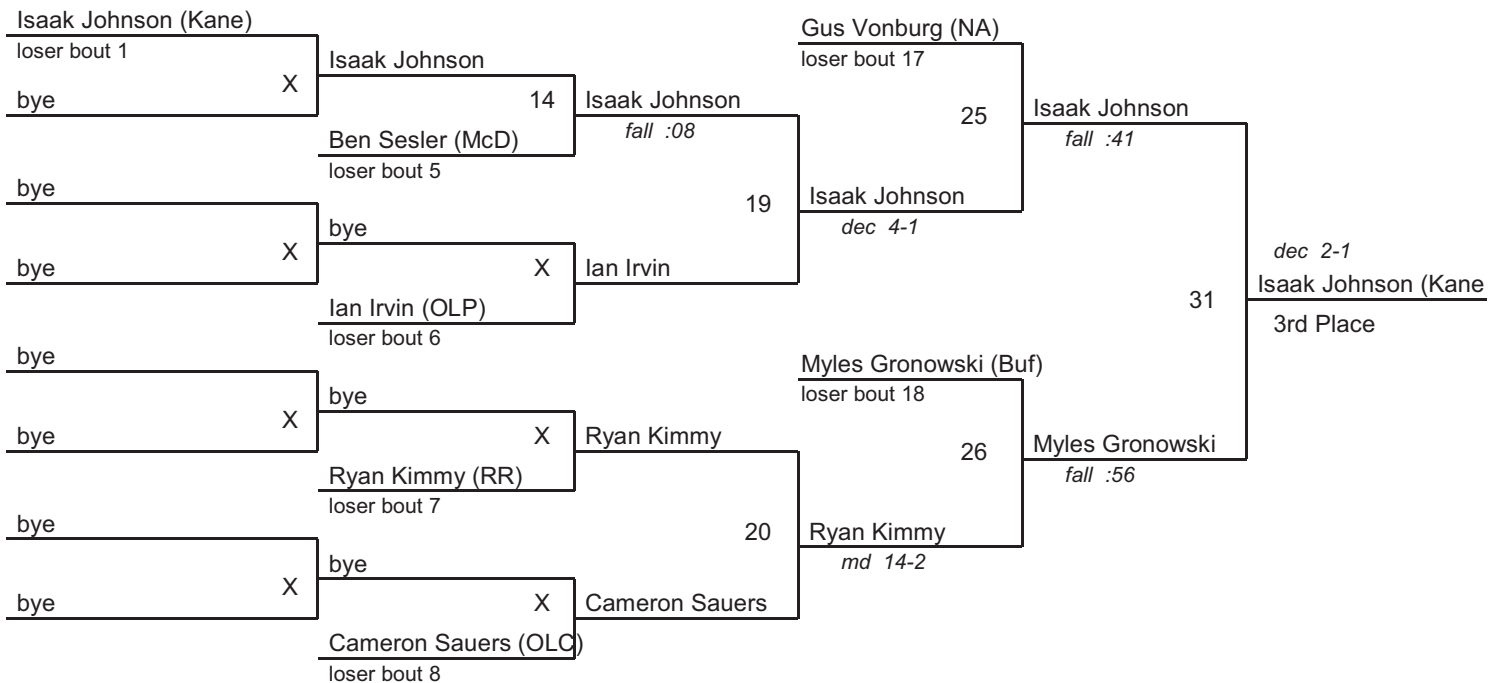 Isaak Johnson (Kane)
loser bout 1
X
bye
bye
X
bye
bye
X
bye
bye
X
bye
Isaak Johnson
14
Ben Sesler (McD)
loser bout 5
bye
X
Ian Irvin (OLP)
loser bout 6
bye
X
Ryan Kimmy (RR)
loser bout 7
bye
X
Cameron Sauers (OLC)
loser bout 8
Isaak Johnson
fall :08
19
Ian Irvin
Ryan Kimmy
20
Cameron Sauers
Gus Vonburg (NA)
loser bout 17
25
Isaak Johnson
dec 4-1
Myles Gronowski (Buf)
loser bout 18
26
Ryan Kimmy
md 14-2
Isaak Johnson
fall :41
31
Myles Gronowski
fall :56
dec 2-1
Isaak Johnson (Kane
3rd Place